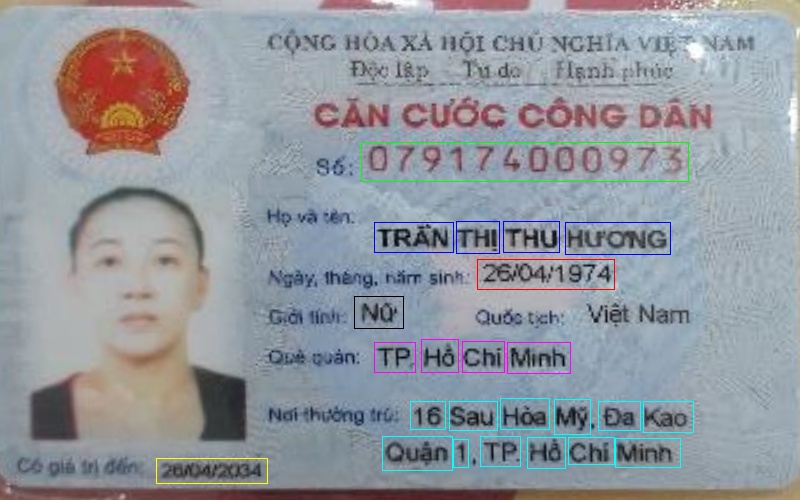 CỘNG HÒA XÃ HỘI CHỦ NGHĨA VIỆT NAM
Độc lập Tự do Hạnh phúc
CĂN CƯỚC CÔNG DÂN
Số: 079174000973
Họ và tên:
TRẦN THỊ THU HƯƠNG
Ngày, tháng, năm sinh: 26/04/1974
Giới tính: Nữ Quốc tịch: Việt Nam
Quê quán: TP. Hồ Chí Minh
Nơi thường trú: 16 Sau Hòa Mỹ, Đa Kao
Quận 1, TP. Hồ Chí Minh
Có giá trị đến: 26/04/2034